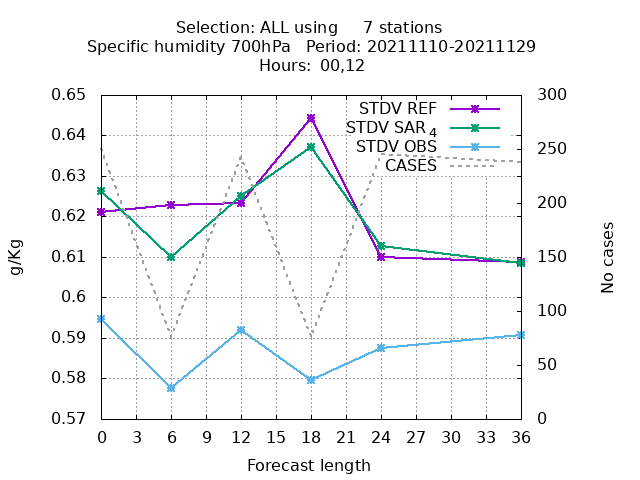 Selection: ALL using     7 stations
Specific humidity 700hPa   Period: 20211110-20211129
Hours: 00,12
STDV REF
STDV SAR4
STDV OBS
CASES
g/Kg
0.65
0.64
0.63
0.62
0.61
0.6
0.59
0.58
0.57
300
250
200
150
100
50
0
No cases
0 3 6 9 12 15 18 21 24 27 30 33 36
Forecast length